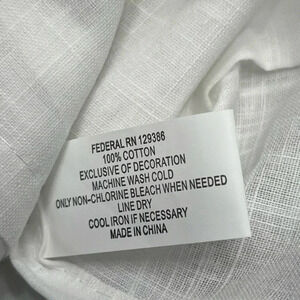 FEDERAL RN 129386
100% COTTON
EXCLUSIVE OF DECORATION
MACHINE WASH COLD
ONLY NON-CHLORINE BLEACH WHEN NEEDED
LINE DRY
COOL IRON IF NECESSARY
MADE IN CHINA